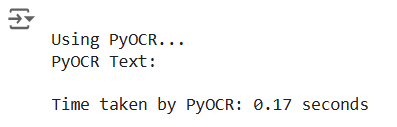 Using PyOCR...
PyOCR Text:
Time taken by PyOCR: 0.17 seconds